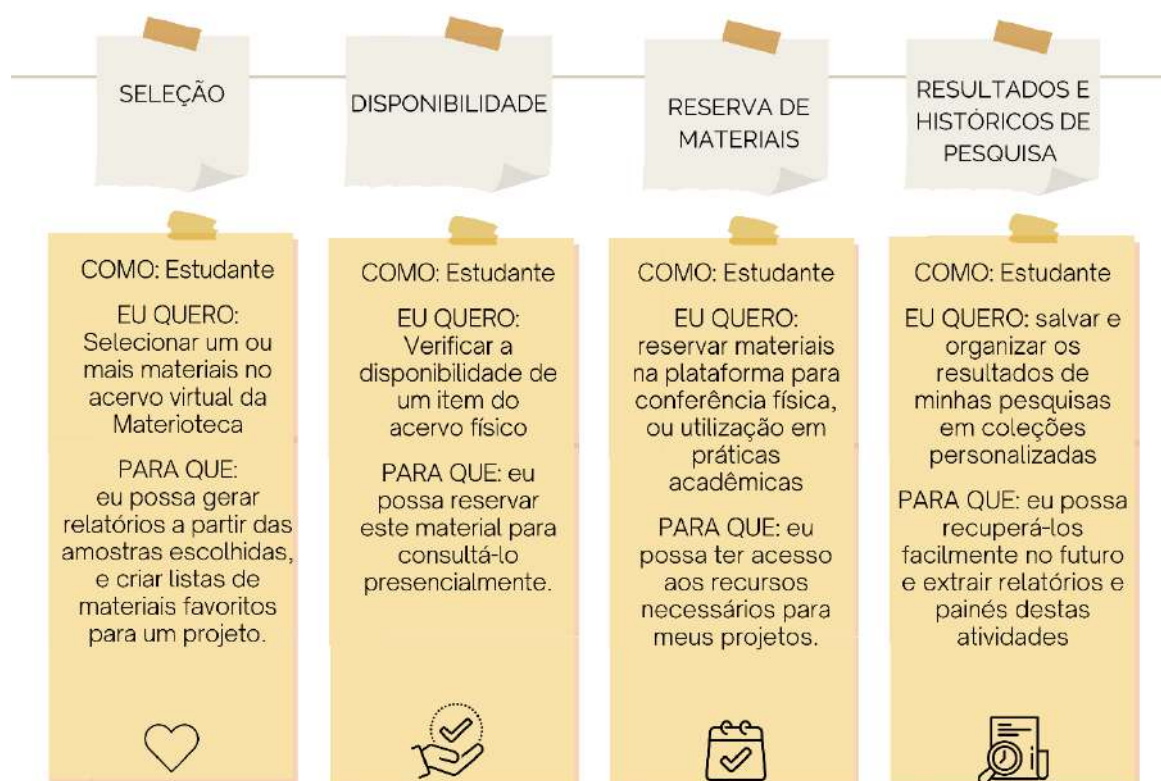 SELEÇÃO
DISPONIBILIDADE
RESERVA DE
MATERIAIS
RESULTADOS E
HISTÓRICOS DE
PESQUISA
COMO: Estudante
EU QUERO:
Selecionar um ou
mais materiais no
acervo virtual da
Materioteca
PARA QUE:
eu possa gerar
relatórios a partir das
amostras escolhidas,
e criar listas de
materiais favoritos
para um projeto.
COMO: Estudante
EU QUERO:
Verificar a
disponibilidade de
um item do
acervo físico
PARA QUE: eu
possa reservar
este material para
consultá-lo
presencialmente.
COMO: Estudante
EU QUERO:
reservar materiais
na plataforma para
conferência física,
ou utilização em
práticas
acadêmicas
PARA QUE: eu
possa ter acesso
aos recursos
necessários para
meus projetos.
COMO: Estudante
EU QUERO: salvar e
organizar os
resultados de
minhas pesquisas
em coleções
personalizadas
PARA QUE: eu possa
recuperá-los
facilmente no futuro
e extrair relatórios e
painés destas
atividades